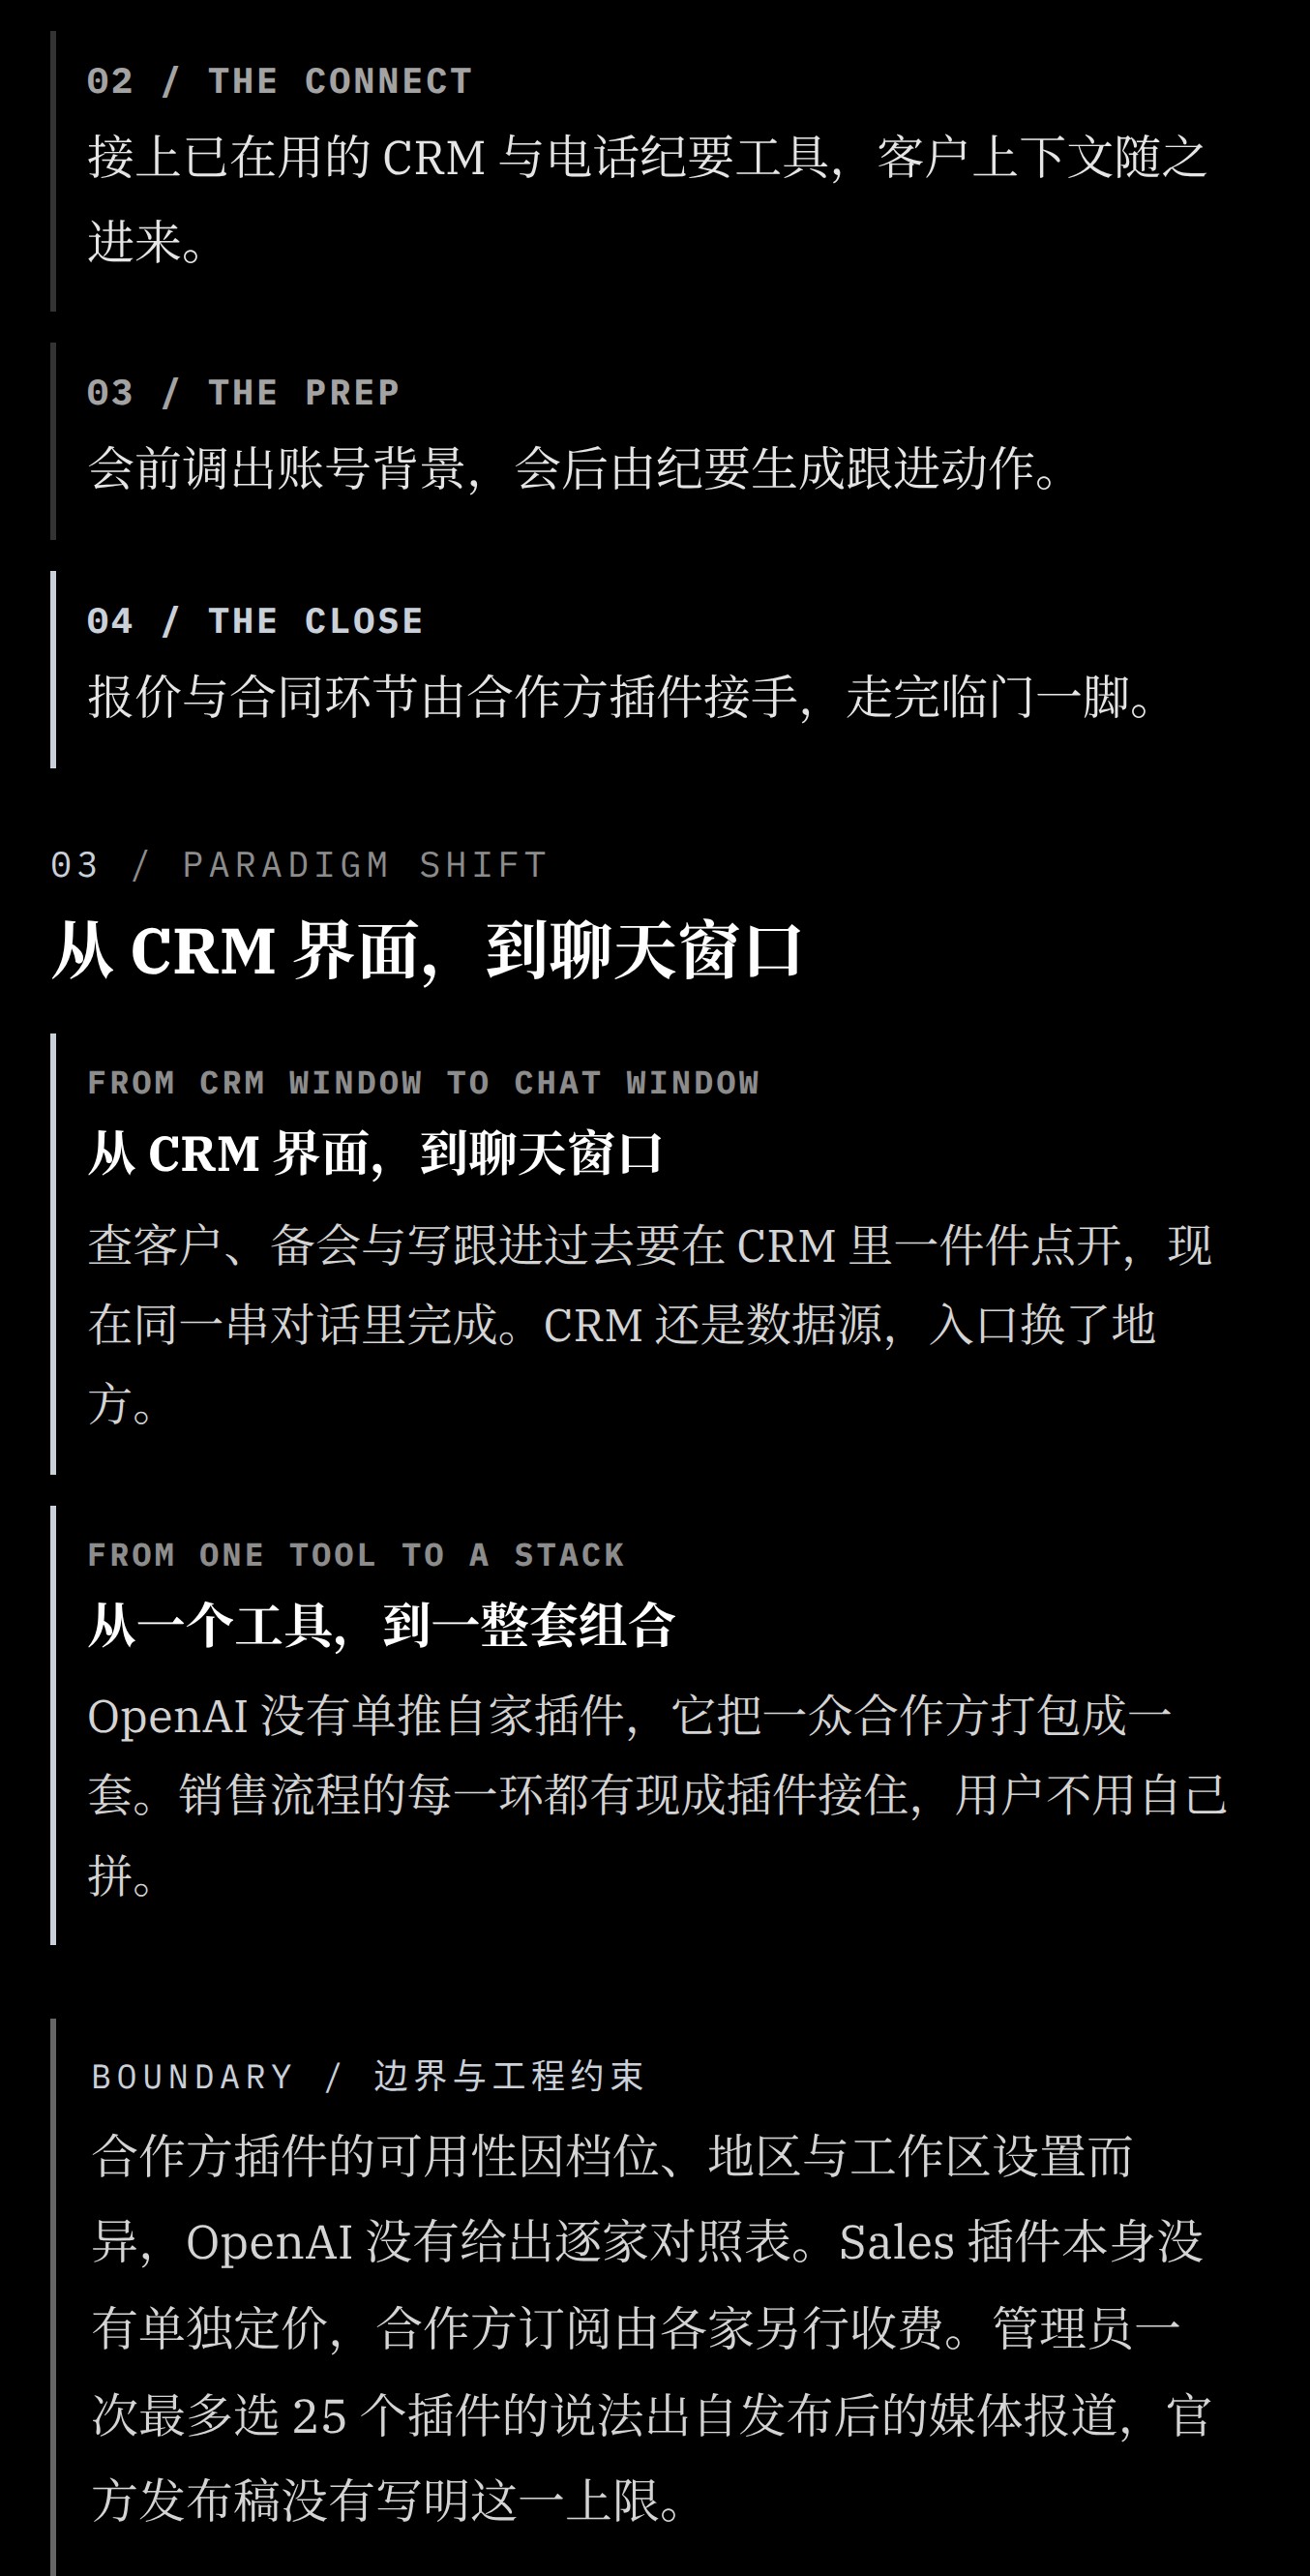 02 / THE CONNECT
接上已在用的 CRM 与电话纪要工具，客户上下文随之
进来。
03 / THE PREP
会前调出账号背景，会后由纪要生成跟进动作。
04 / THE CLOSE
报价与合同环节由合作方插件接手，走完临门一脚。
03 / PARADIGM SHIFT
从 CRM 界面，到聊天窗口
FROM CRM WINDOW TO CHAT WINDOW
从 CRM 界面，到聊天窗口
查客户、备会与写跟进过去要在 CRM 里一件件点开，现
在同一串对话里完成。CRM 还是数据源，入口换了地
方。
FROM ONE TOOL TO A STACK
从一个工具，到一整套组合
OpenAI 没有单推自家插件，它把一众合作方打包成一
套。销售流程的每一环都有现成插件接住，用户不用自己
拼。
BOUNDARY / 边界与工程约束
合作方插件的可用性因档位、地区与工作区设置而
异，OpenAI 没有给出逐家对照表。Sales 插件本身没
有单独定价，合作方订阅由各家另行收费。管理员一
次最多选 25 个插件的说法出自发布后的媒体报道，官
方发布稿没有写明这一上限。